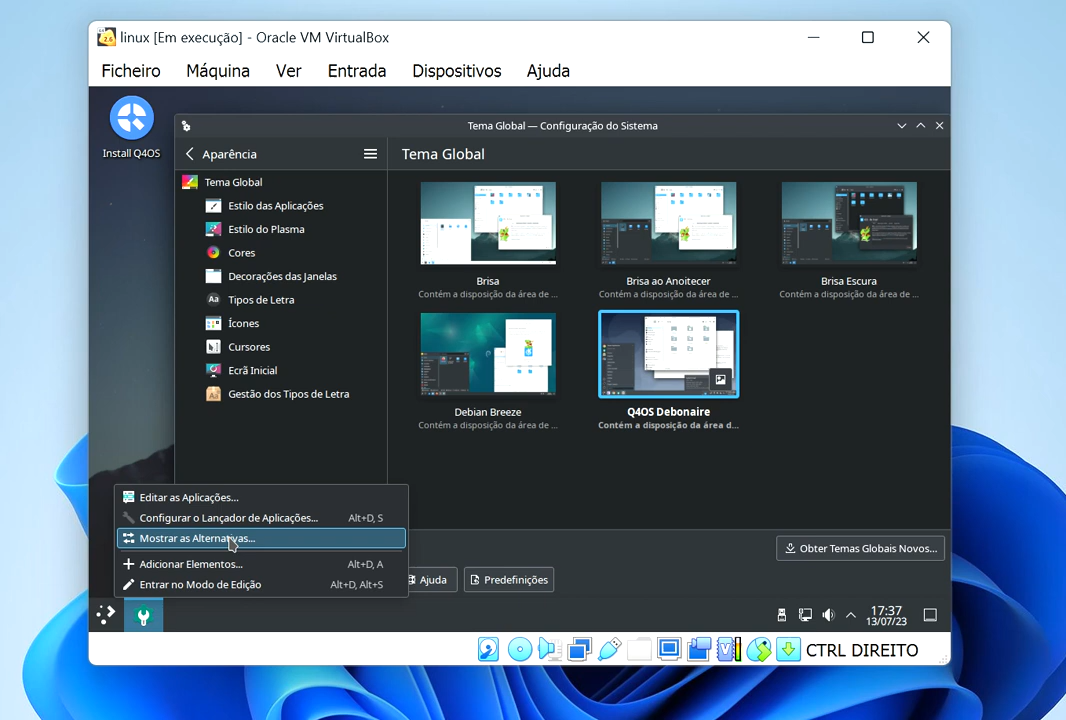 linux [Em execução] - Oracle VM VirtualBox
Ficheiro Máquina Ver Entrada Dispositivos Ajuda
Install Q4OS
Tema Global — Configuração do Sistema
Aparência
Tema Global
Tema Global
Estilo das Aplicações
Estilo do Plasma
Cores
Decorações das Janelas
Tipos de Letra
Ícones
Cursores
Ecrã Inicial
Gestão dos Tipos de Letra
Brisa
Contém a disposição da área de ...
Brisa ao Anoitecer
Contém a disposição da área de ...
Brisa Escura
Contém a disposição da área de ...
Debian Breeze
Contém a disposição da área de ...
Q4OS Debonaire
Contém a disposição da área d...
Editar as Aplicações...
Configurar o Lançador de Aplicações... Alt+D, S
Mostrar as Alternativas...
Adicionar Elementos... Alt+D, A
Entrar no Modo de Edição Alt+D, Alt+S
Obter Temas Globais Novos...
Ajuda
Predefinições
17:37
13/07/23
CTRL DIREITO